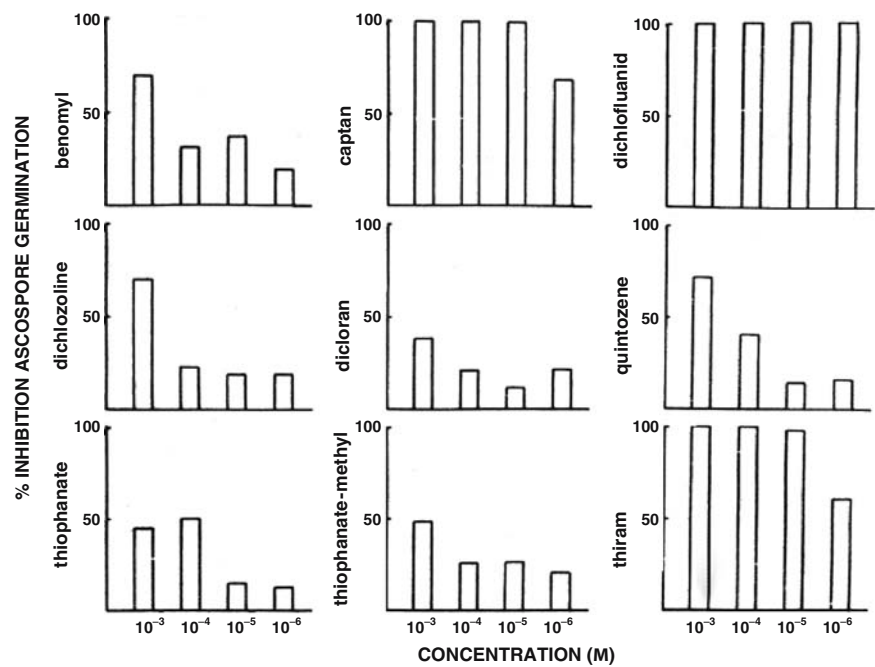 % INHIBITION ASCOSPORE GERMINATION
benomyl
100
50
captan
100
50
dichlofluanid
100
50
dichlozoline
100
50
dicloran
100
50
quintozene
100
50
thiophanate
100
50
thiophanate-methyl
100
50
thiram
100
50
10⁻³ 10⁻⁴ 10⁻⁵ 10⁻⁶
10⁻³ 10⁻⁴ 10⁻⁵ 10⁻⁶
10⁻³ 10⁻⁴ 10⁻⁵ 10⁻⁶
CONCENTRATION (M)